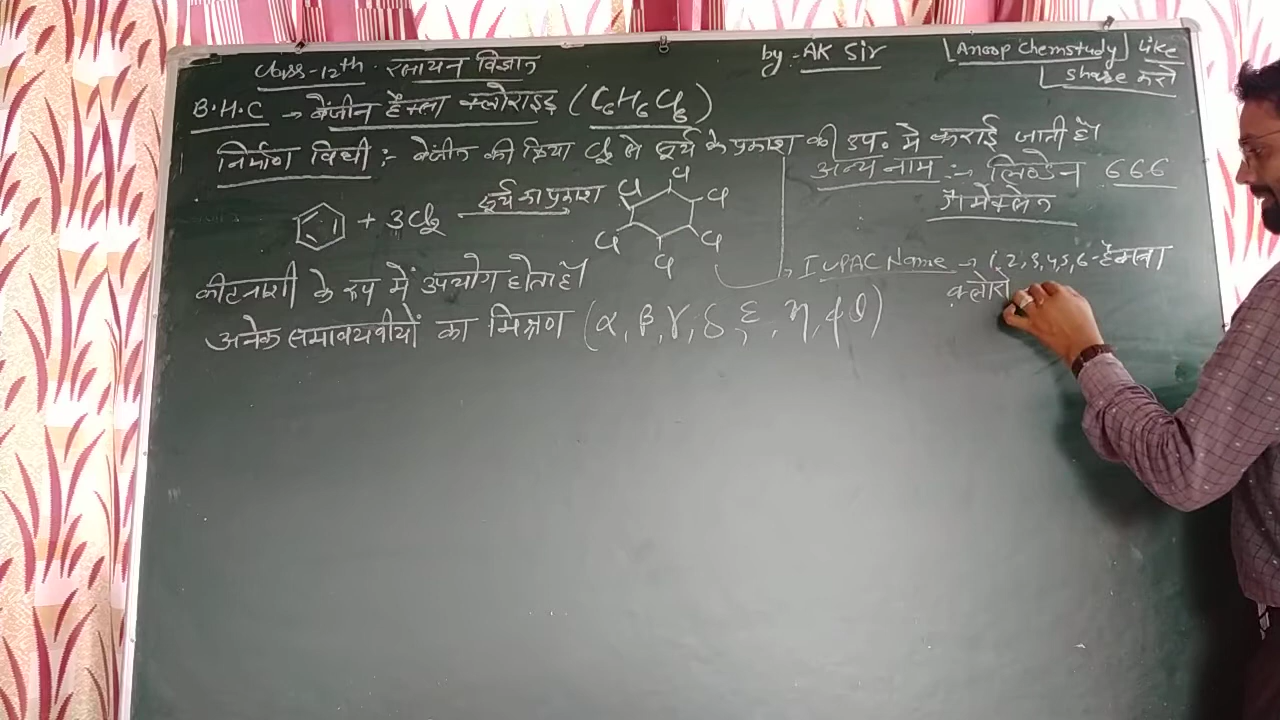 class-12th रसायन विज्ञान
by:- AK Sir
Anoop Chemstudy like
share करें
B.H.C → बेंजीन हैक्सा क्लोराइड (C₆H₆Cl₆)
निर्माण विधी :- बेंजीन की क्रिया Cl₂ से सूर्य के प्रकाश की उप० में कराई जाती है।
अन्य नाम :-→ लिण्डेन 666
गैमेक्सेन
+ 3Cl₂ सूर्य का प्रकाश
Cl Cl Cl Cl Cl Cl
कीटनाशी के रूप में उपयोग होता है।
IUPAC Name → 1,2,3,4,5,6-हैक्सा
क्लोरो
अनेक समावयवीयों का मिश्रण (α, β, γ, δ, ε, η, φ θ)